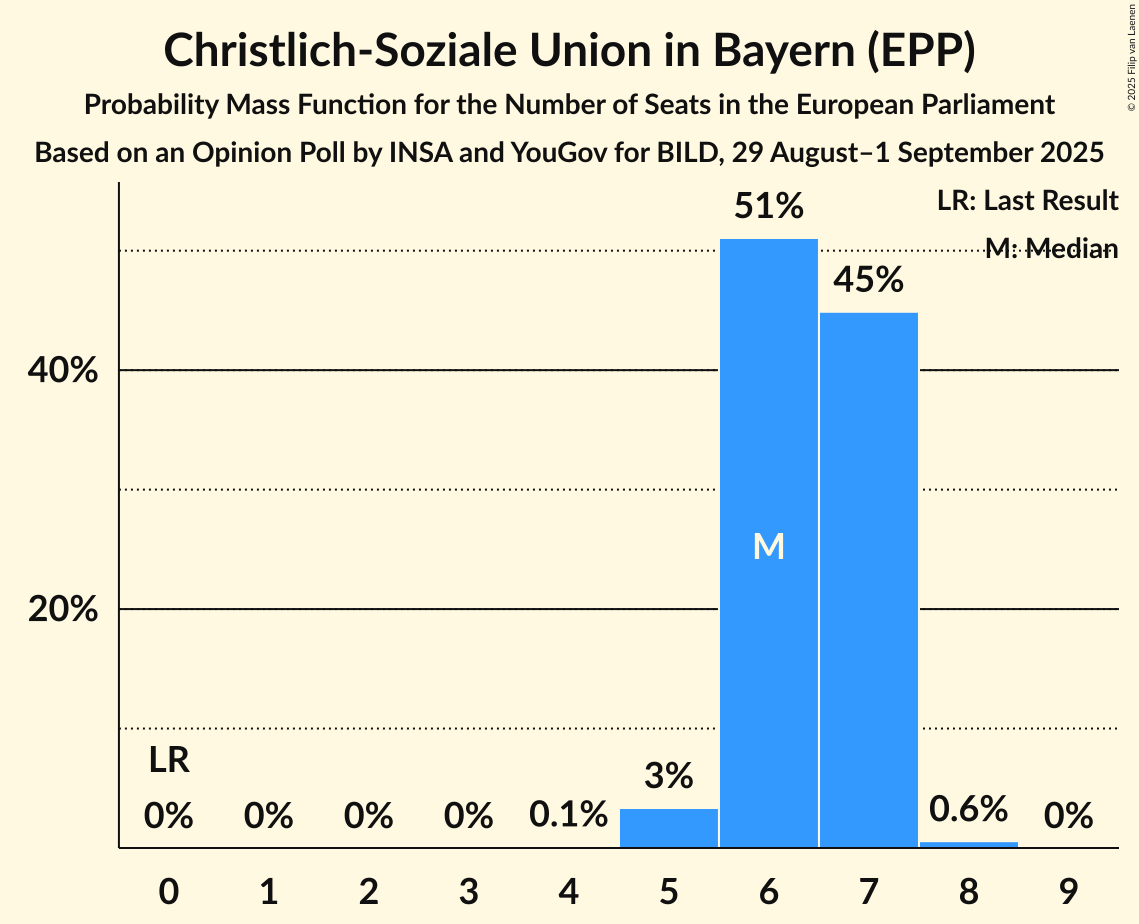 Christlich-Soziale Union in Bayern (EPP)
Probability Mass Function for the Number of Seats in the European Parliament
Based on an Opinion Poll by INSA and YouGov for BILD, 29 August–1 September 2025
© 2025 Filip van Laenen
LR: Last Result
M: Median
51%
45%
40%
M
20%
LR
3%
0% 0% 0% 0% 0.1% 0.6% 0%
0 1 2 3 4 5 6 7 8 9